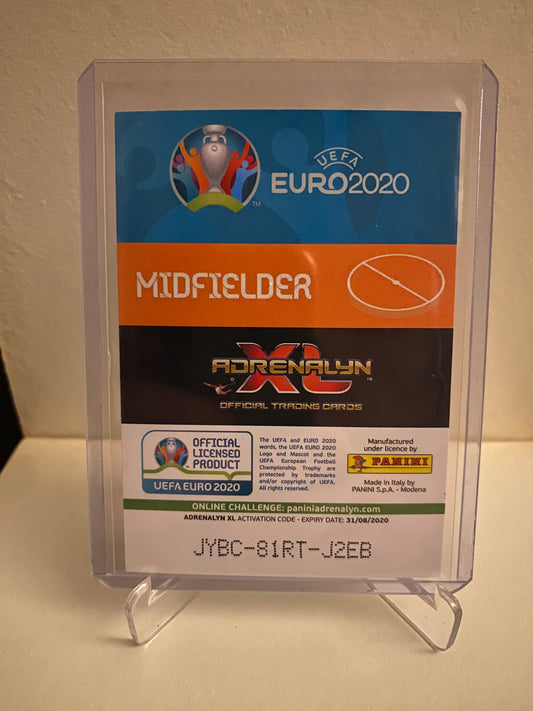 UEFA
EURO2020
TM
MIDFIELDER
ADRENALYN
XL
TM
OFFICIAL TRADING CARDS
OFFICIAL
LICENSED
PRODUCT
UEFA EURO 2020
The UEFA and EURO 2020
words, the UEFA EURO 2020
Logo and Mascot and the
UEFA European Football
Championship Trophy are
protected by trademarks
and/or copyright of UEFA.
All rights reserved.
Manufactured
under licence by
PANINI
Made in Italy by
PANINI S.p.A. - Modena
ONLINE CHALLENGE: paniniadrenalyn.com
ADRENALYN XL ACTIVATION CODE - EXPIRY DATE: 31/08/2020
JYBC-81RT-J2EB